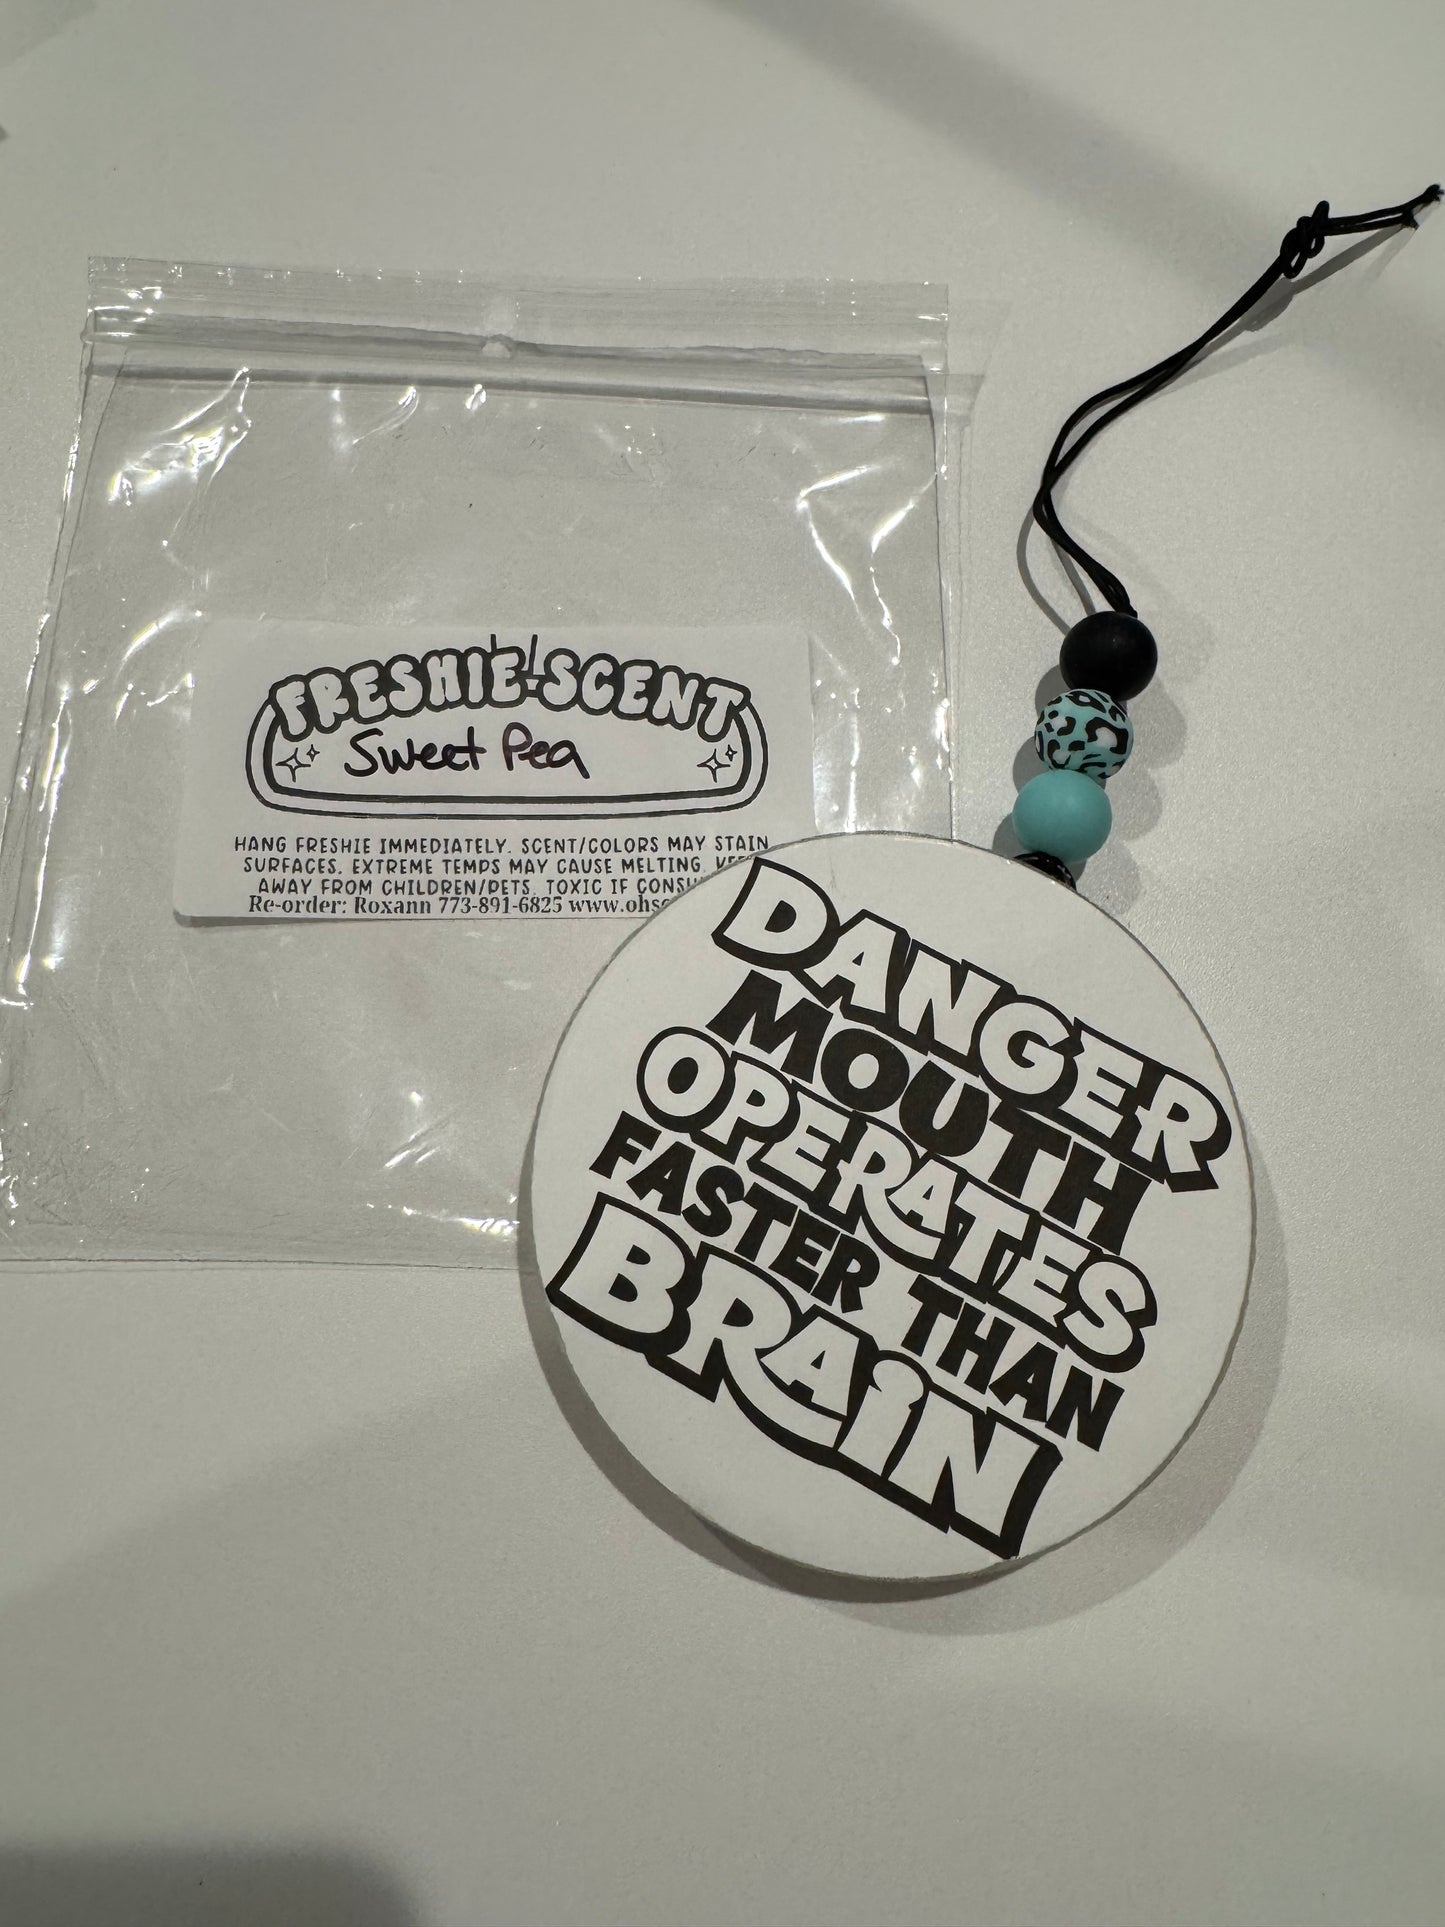 FRESHIE SCENT
Sweet Pea
HANG FRESHIE IMMEDIATELY. SCENT/COLORS MAY STAIN
SURFACES. EXTREME TEMPS MAY CAUSE MELTING.
AWAY FROM CHILDREN/PETS. TOXIC IF
Re-order: Roxann 773-891-6825
DANGER
MOUTH
OPERATES
FASTER THAN
BRAiN